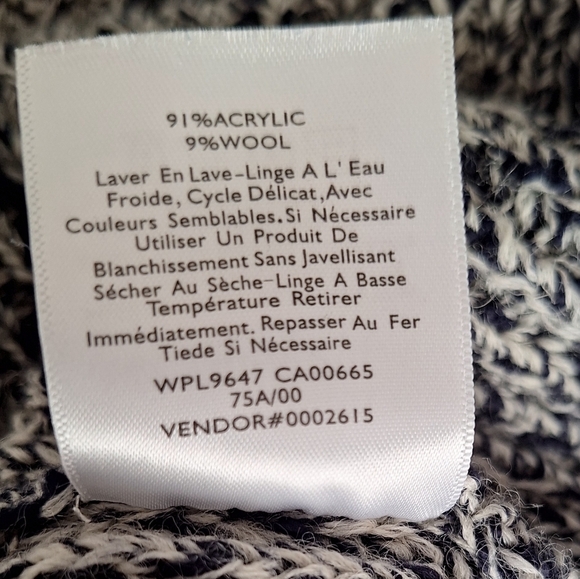 91%ACRYLIC
9%WOOL
Laver En Lave-Linge A L' Eau
Froide, Cycle Délicat,Avec
Couleurs Semblables.Si Nécessaire
Utiliser Un Produit De
Blanchissement Sans Javellisant
Sécher Au Sèche-Linge A Basse
Température Retirer
Immédiatement. Repasser Au Fer
Tiede Si Nécessaire
WPL9647 CA00665
75A/00
VENDOR#0002615